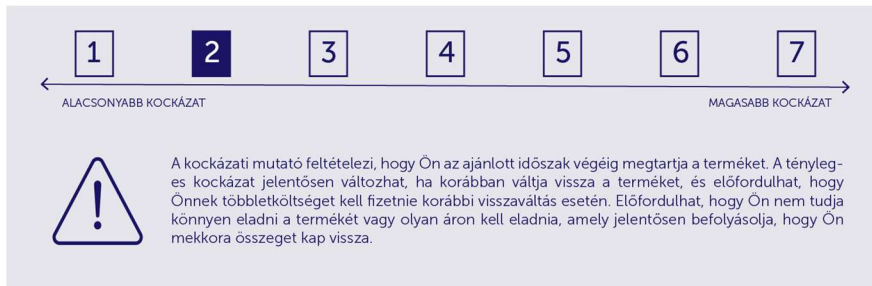 1 2 3 4 5 6 7
ALACSONYABB KOCKÁZAT MAGASABB KOCKÁZAT
A kockázati mutató feltételezi, hogy Ön az ajánlott időszak végéig megtartja a terméket. A tényleg-
es kockázat jelentősen változhat, ha korábban váltja vissza a terméket, és előfordulhat, hogy
Önnek többletköltséget kell fizetnie korábbi visszaváltás esetén. Előfordulhat, hogy Ön nem tudja
könnyen eladni a termékét vagy olyan áron kell eladnia, amely jelentősen befolyásolja, hogy Ön
mekkora összeget kap vissza.